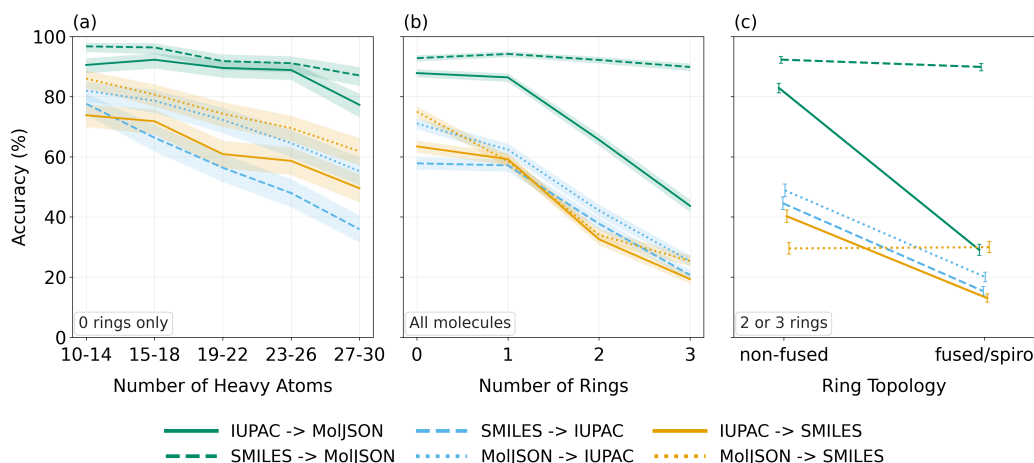 (a) (b) (c)
100
80
60
40
20
0
Accuracy (%)
0 rings only
All molecules
2 or 3 rings
10-14 15-18 19-22 23-26 27-30
0 1 2 3
non-fused fused/spiro
Number of Heavy Atoms
Number of Rings
Ring Topology
IUPAC -> MolJSON SMILES -> IUPAC IUPAC -> SMILES
SMILES -> MolJSON MolJSON -> IUPAC MolJSON -> SMILES